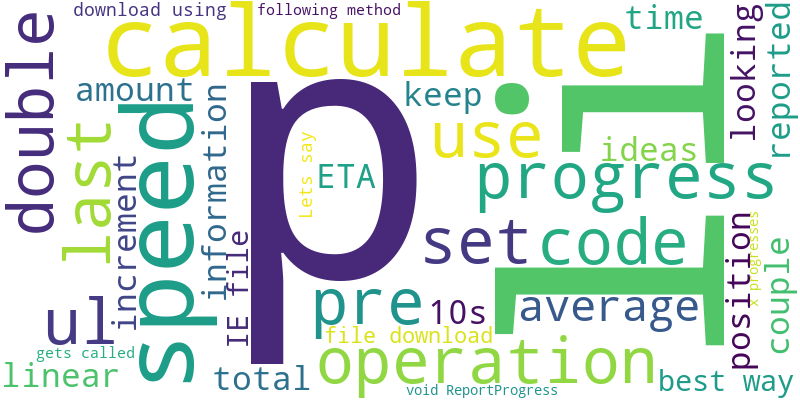 download using
following method
calculate
time
double
reported
looking
amount
keep
p
li
use
ideas
last
speed
information
Lets say
ETA
progress
increment
set
code
position
x progresses
IE file
pre
10s
average
couple
ul
file download
gets called
operation
linear
total
void ReportProgress
best way